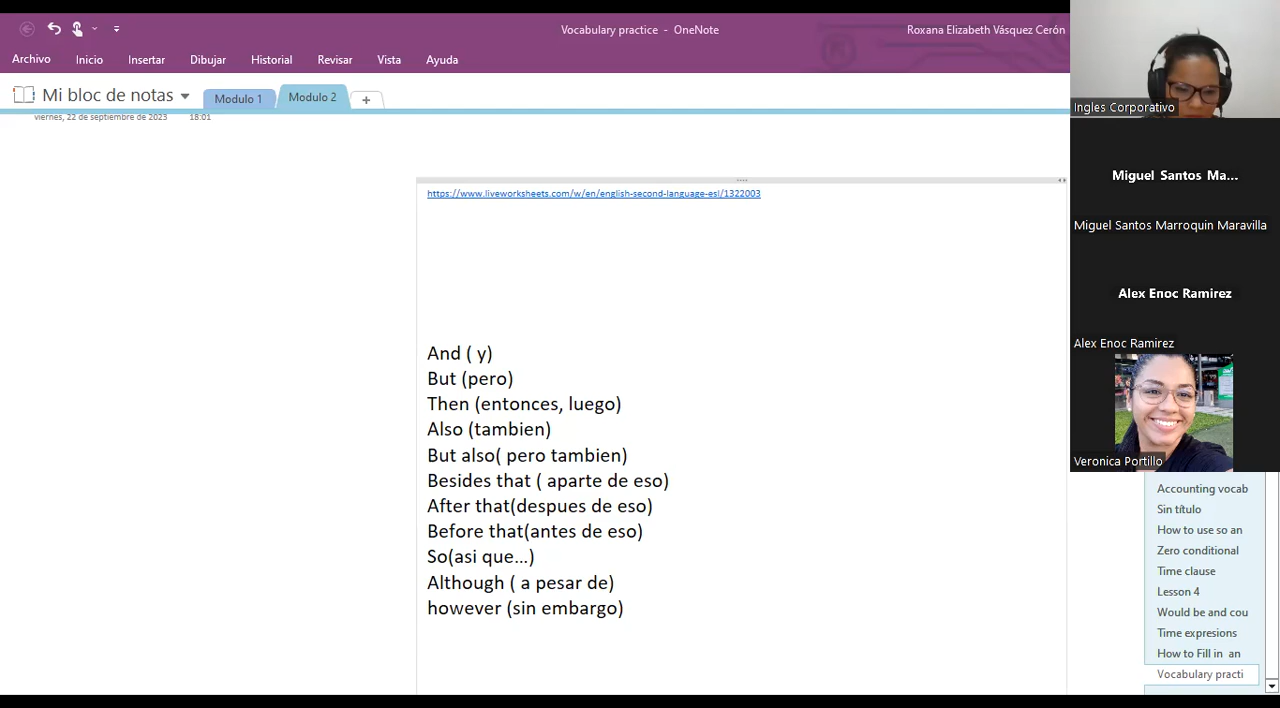 Vocabulary practice - OneNote
Roxana Elizabeth Vásquez Cerón
Archivo Inicio Insertar Dibujar Historial Revisar Vista Ayuda
Mi bloc de notas
Modulo 1
Modulo 2
viernes, 22 de septiembre de 2023 18:01
https://www.liveworksheets.com/w/en/english-second-language-esl/1322003
And ( y)
But (pero)
Then (entonces, luego)
Also (tambien)
But also( pero tambien)
Besides that ( aparte de eso)
After that(despues de eso)
Before that(antes de eso)
So(asi que...)
Although ( a pesar de)
however (sin embargo)
Ingles Corporativo
Miguel Santos Ma...
Miguel Santos Marroquin Maravilla
Alex Enoc Ramirez
Alex Enoc Ramirez
Veronica Portillo
Accounting vocab
Sin título
How to use so an
Zero conditional
Time clause
Lesson 4
Would be and cou
Time expresions
How to Fill in an
Vocabulary practi